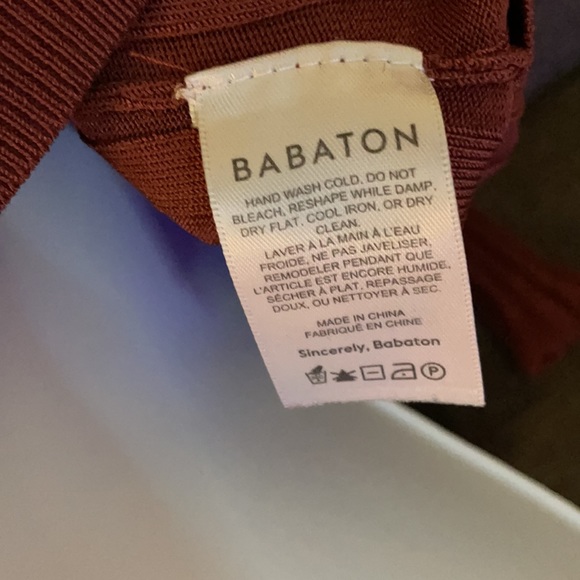 BABATON
HAND WASH COLD, DO NOT
BLEACH, RESHAPE WHILE DAMP,
DRY FLAT, COOL IRON, OR DRY
CLEAN.
LAVER À LA MAIN À L'EAU
FROIDE, NE PAS JAVELISER,
REMODELER PENDANT QUE
L'ARTICLE EST ENCORE HUMIDE,
SÉCHER À PLAT, REPASSAGE
DOUX, OU NETTOYER À SEC.
MADE IN CHINA
FABRIQUÉ EN CHINE
Sincerely, Babaton
P